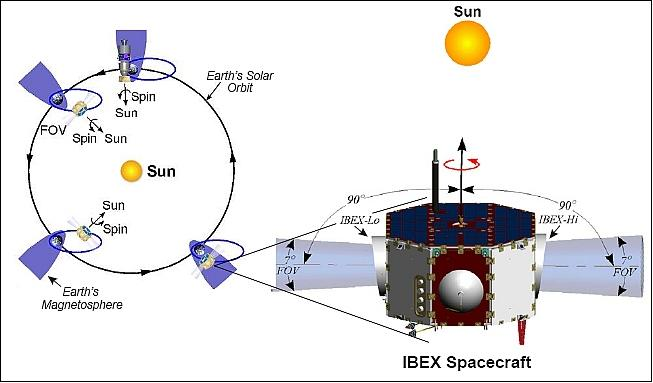 Sun
Earth's Solar
Orbit
Spin
Sun
FOV
Spin
Sun
Sun
Sun
Spin
Earth's
Magnetosphere
90°
90°
IBEX-Lo
IBEX-Hi
7°
FOV
7°
FOV
IBEX Spacecraft